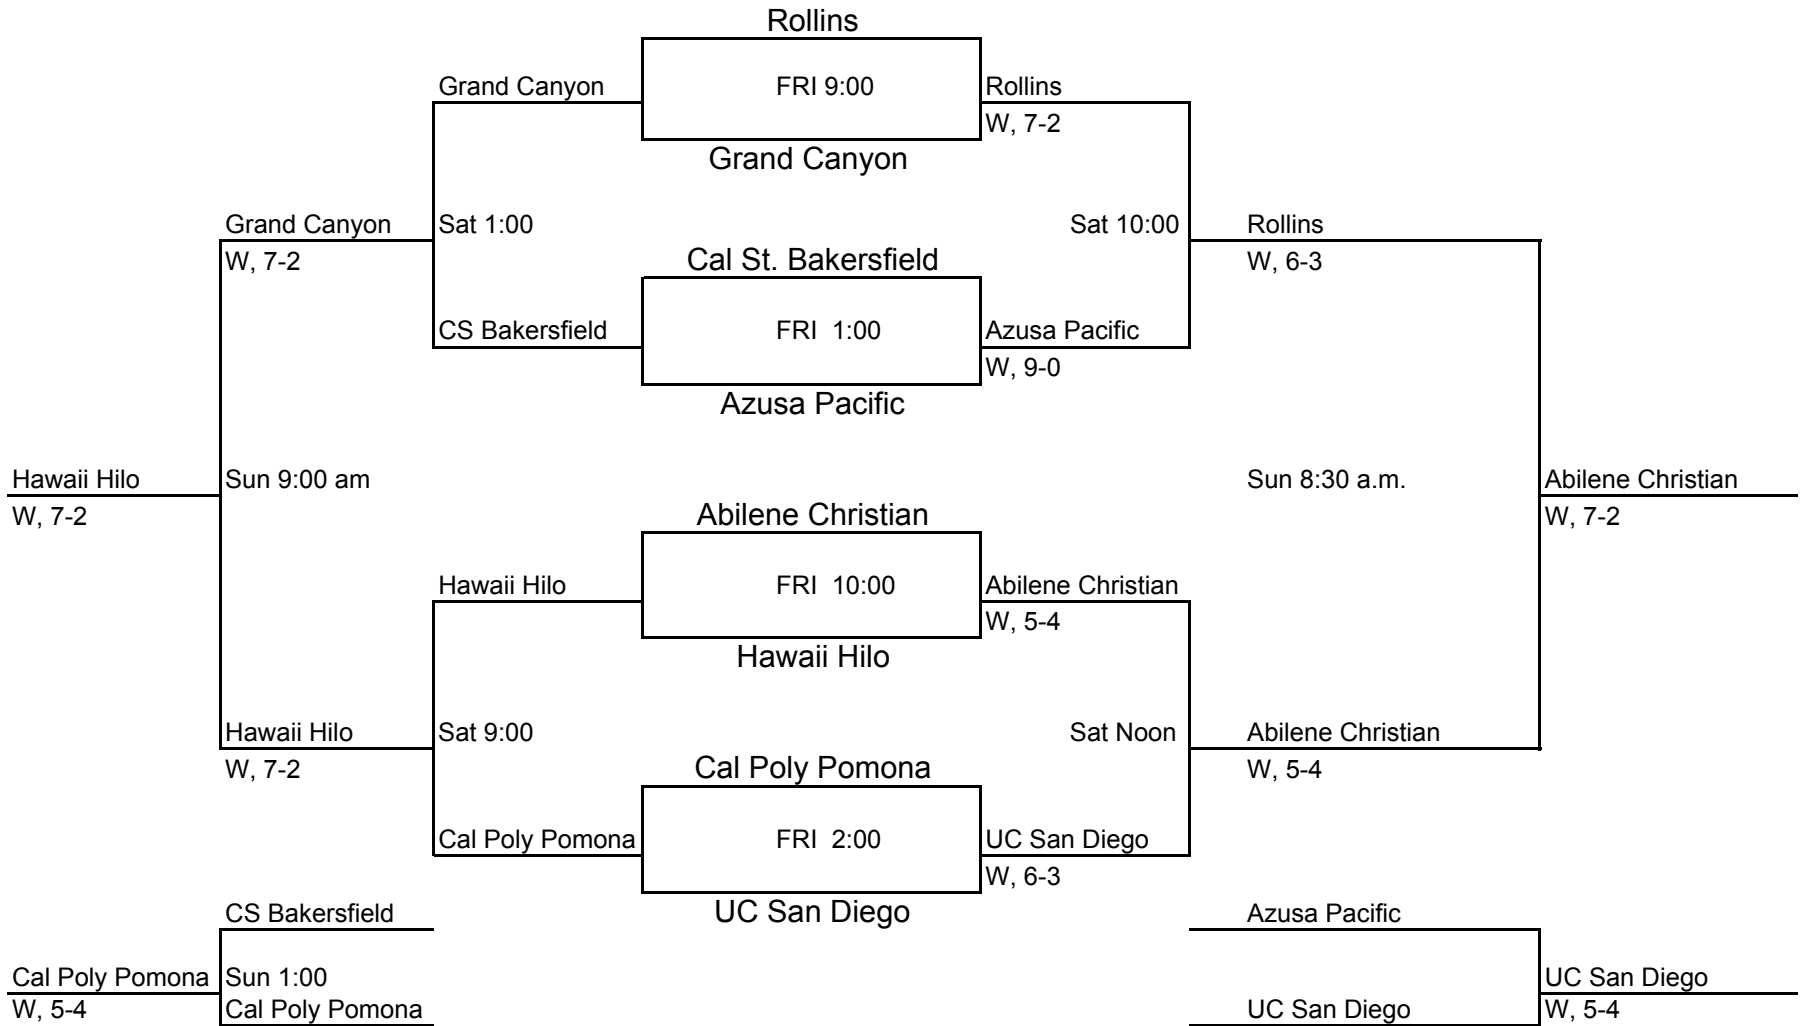 Rollins
Grand Canyon
FRI 9:00
Rollins
W, 7-2
Grand Canyon
Grand Canyon
Sat 1:00
Sat 10:00
Rollins
W, 7-2
Cal St. Bakersfield
W, 6-3
CS Bakersfield
FRI 1:00
Azusa Pacific
W, 9-0
Azusa Pacific
Hawaii Hilo
Sun 9:00 am
Sun 8:30 a.m.
Abilene Christian
W, 7-2
Abilene Christian
W, 7-2
Hawaii Hilo
FRI 10:00
Abilene Christian
W, 5-4
Hawaii Hilo
Hawaii Hilo
Sat 9:00
Sat Noon
Abilene Christian
W, 7-2
Cal Poly Pomona
W, 5-4
Cal Poly Pomona
FRI 2:00
UC San Diego
W, 6-3
CS Bakersfield
UC San Diego
Azusa Pacific
Cal Poly Pomona
Sun 1:00
UC San Diego
W, 5-4
Cal Poly Pomona
UC San Diego
W, 5-4